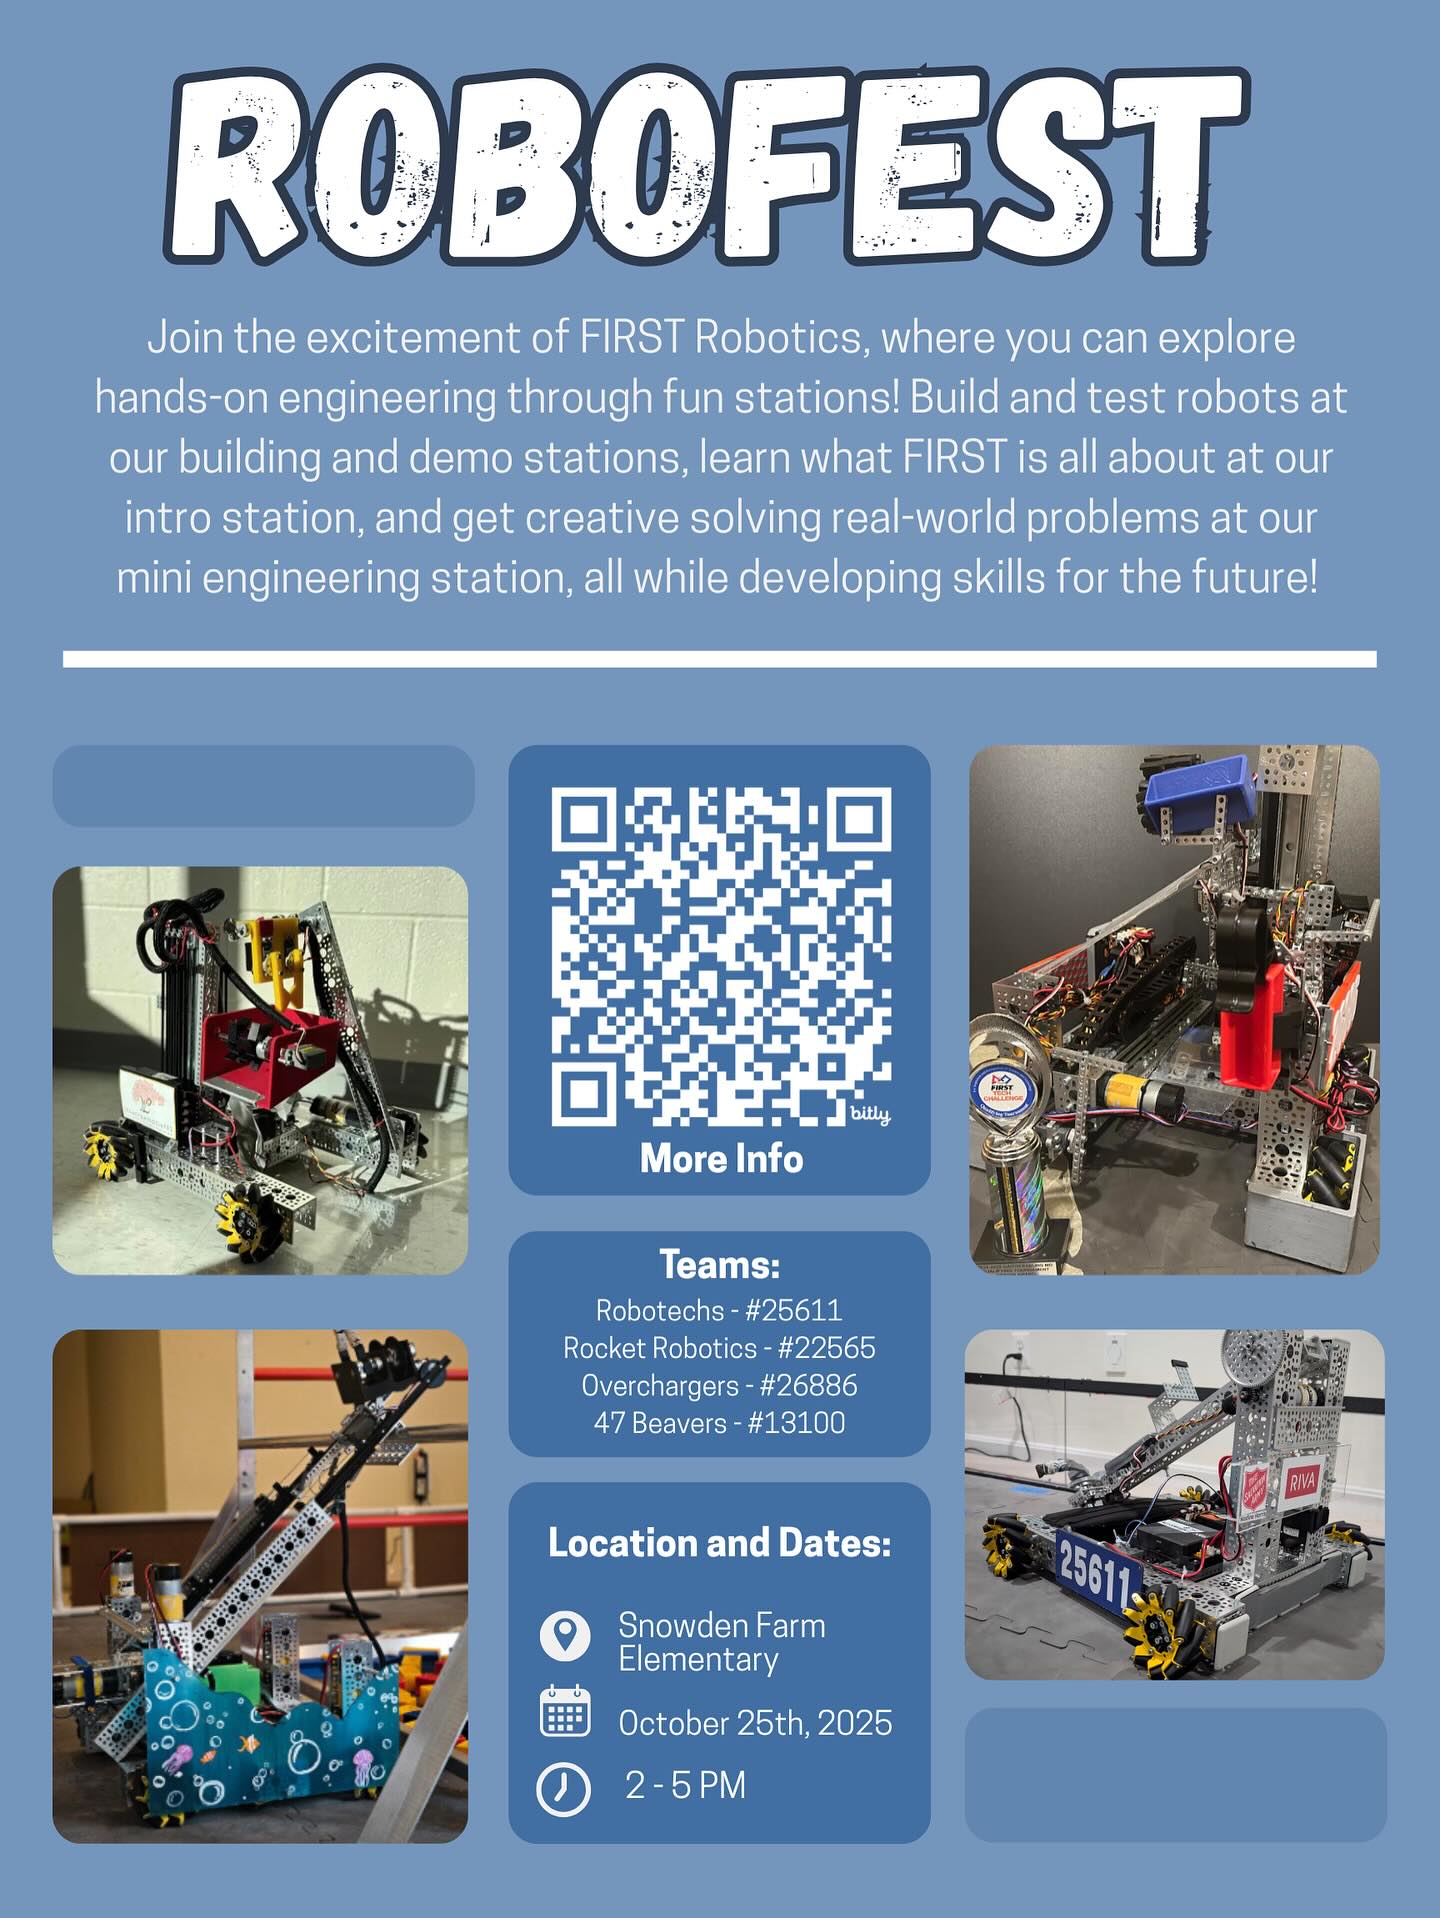 ROBOFEST
Join the excitement of FIRST Robotics, where you can explore
hands-on engineering through fun stations! Build and test robots at
our building and demo stations, learn what FIRST is all about at our
intro station, and get creative solving real-world problems at our
mini engineering station, all while developing skills for the future!
bitly
More Info
Teams:
Robotechs - #25611
Rocket Robotics - #22565
Overchargers - #26886
47 Beavers - #13100
Location and Dates:
Snowden Farm
Elementary
October 25th, 2025
2 - 5 PM
FIRST
TECH
CHALLENGE
RIVA
25611